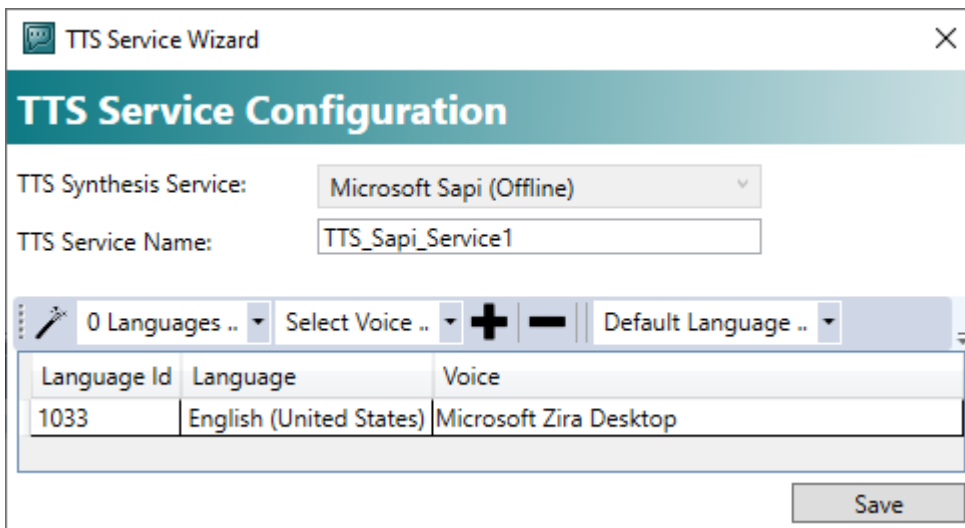 TTS Service Wizard
TTS Service Configuration
TTS Synthesis Service: Microsoft Sapi (Offline)
TTS Service Name: TTS_Sapi_Service1
0 Languages .. Select Voice .. Default Language ..
Language Id Language Voice
1033 English (United States) Microsoft Zira Desktop
Save